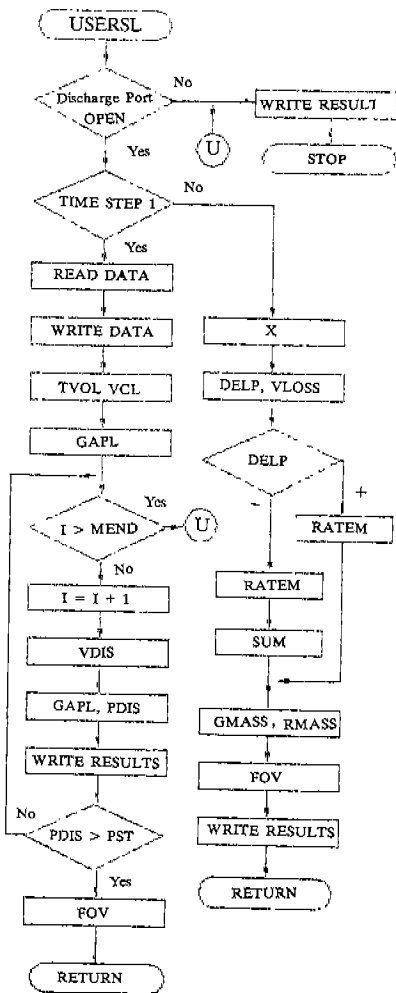 USERSL
Discharge Port
OPEN
No
WRITE RESULT
U
STOP
Yes
TIME STEP 1
No
Yes
READ DATA
WRITE DATA
TVOL VCL
GAPL
I > MEND
Yes
U
No
I = I + 1
VDIS
GAPL, PDIS
WRITE RESULTS
No
PDIS > PST
Yes
FOV
RETURN
X
DELP, VLOSS
DELP
-
+
RATEM
RATEM
SUM
GMASS, RMASS
FOV
WRITE RESULTS
RETURN